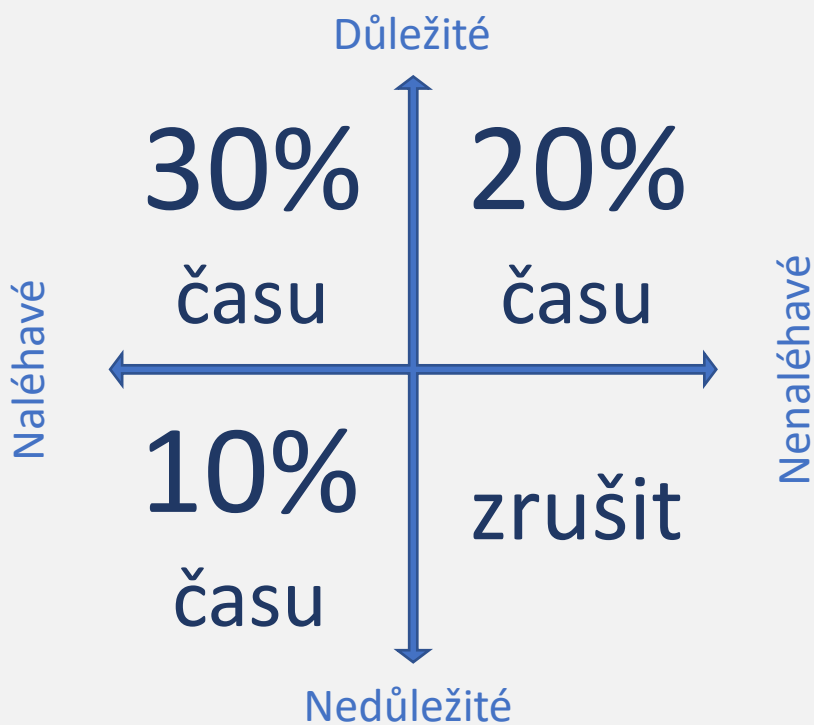 Důležité
30%
času
20%
času
Naléhavé
Nenaléhavé
10%
času
zrušit
Nedůležité